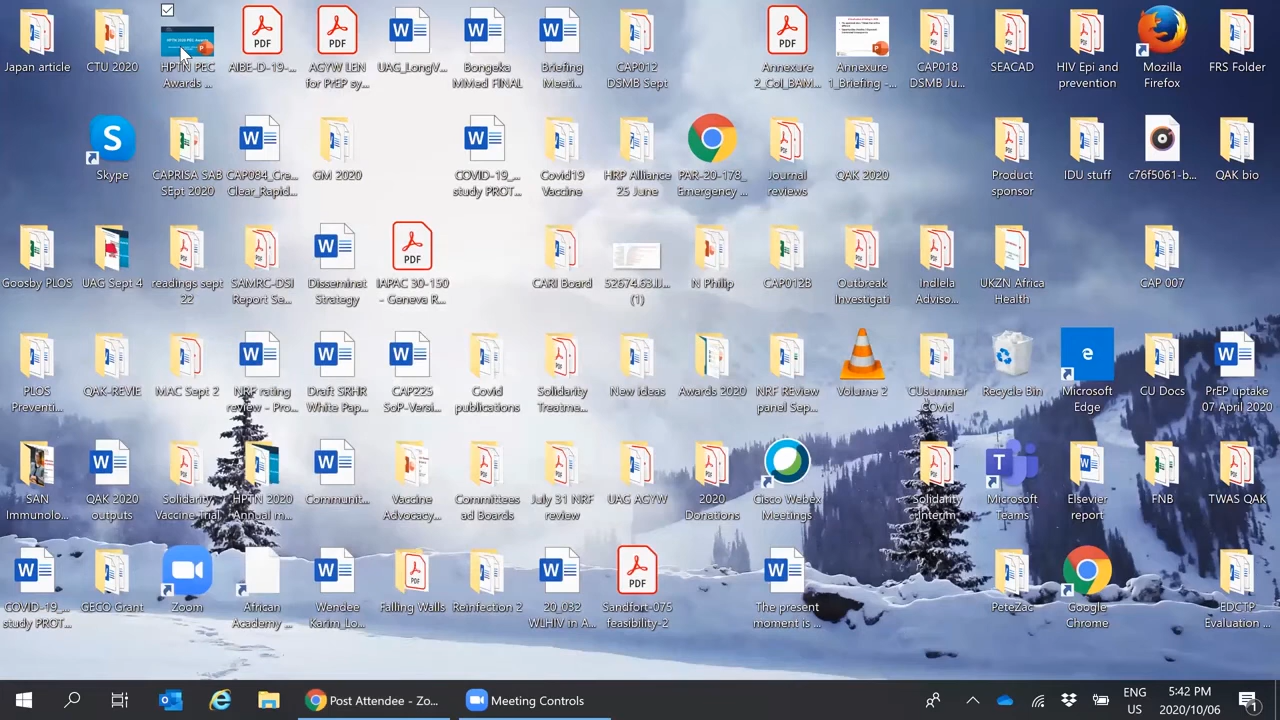 Japan article
CTU 202
HPTN PEC
Awards ...
AIBE-D-19-...
AGYW LEN
for PrEP sy...
UAG_LongV...
Bongeka
MMed FINAL
Briefing
Meeti...
CAP012
DSMB Sept
Annexure
2_Col_BAM...
Annexure
1_Briefing -...
CAP018
DSMB Ju...
SEACAD
HIV Epi and
prevention
Mozilla
Firefox
FRS Folder
Skype
CAPRISA SAB
SEpt 2020
CAP084_Cre...
Clear_Rapid...
GM 2020
COVID-19_...
study PROT...
Covid19
Vaccine
HRP Alliance
25 June
PAR-20-178_
Emergency ...
Journal
reviews
QAK 2020
Product
sponsor
IDU stuff
c76f5061-b...
QAK bio
Goosby PLOS
UAG Sept 4
readings sept
22
SAMRC-DSI
Report Se...
Disseminat
Strategy
IAPAC 30-150
- Geneva R...
CARI Board
52674.63.IJ...
(1)
N Philip
CAP012B
Outbreak
Investigati
Indlela
Adviso...
UKZN Africa
Health
CAP 007
PLOS
Preventi...
QAK-REVIE
MAC Sept 2
NRF rating
review - Pro...
Draft SRHR
White Pap...
CAP225
SoP-Versi...
Covid
publications
Solidarity
Treatme...
New ideas
Awards 2020
NRF REview
panel Sep...
Volume 2
CUsummer
COvid
Recycle Bin
Microsoft
Edge
CU Docs
PrEP uptake
07 April 2020
SAN
Immunolo...
QAK 2020
outputs
Solidarity
Vaccine Trial
HPTN 2020
Annual m...
Communit...
Vaccine
Advocacy...
Committees
ad Boards
July 31 NRF
review
UAG AGYW
2020
Donations
Cisco Webex
Meetings
Solidarity
Interim
Microsoft
Teams
Elsevier
report
FNB
TWAS QAK
COVID-19_...
study PROT...
GECO Grant
Zoom
African
Academy ...
Wendee
Karim_Lo...
Falling Walls
Reinfection 2
20_032
WLHIV in A...
Sandfort-075
feasibility-2
The present
moment is ...
PeteZac
Google
Chrome
EDCTP
Evaluation ...
Post Attendee - Zo...
Meeting Controls
ENG
US
5:42 PM
2020/10/06
1